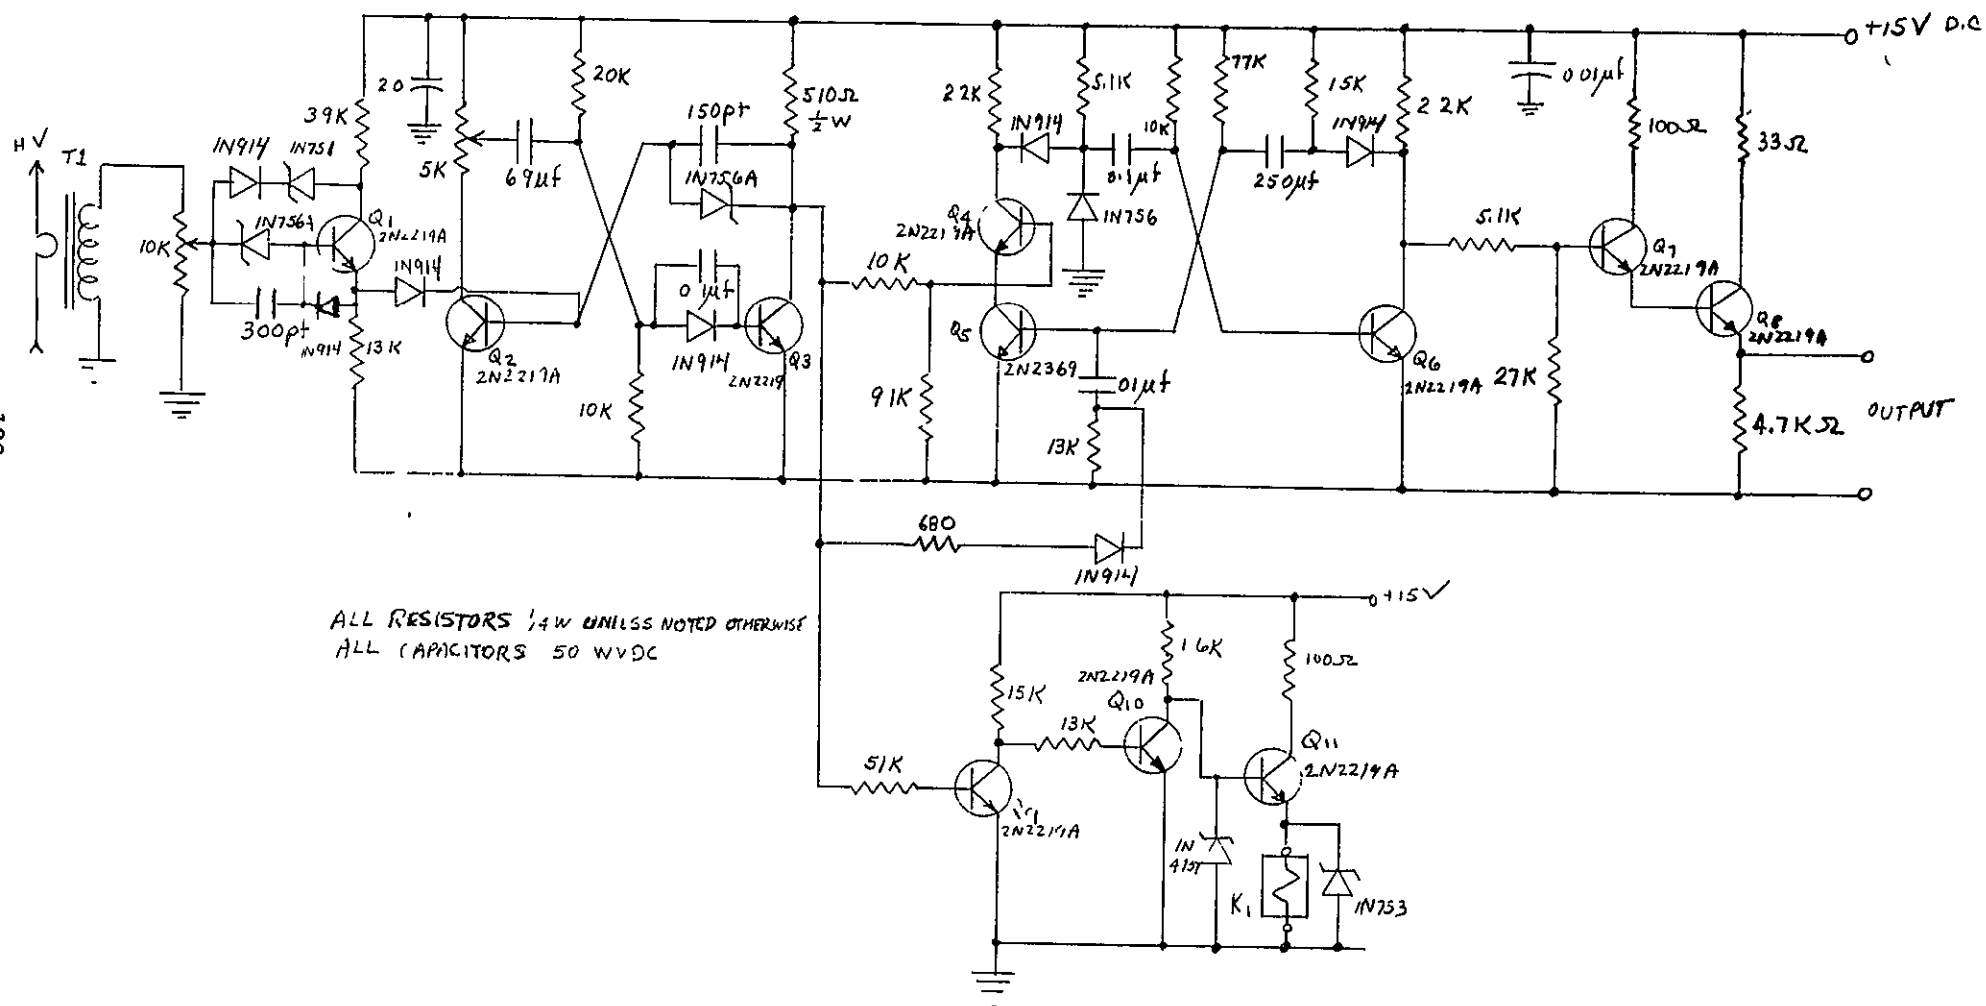 +15V D.C
HV
T1
39K
20
20K
510Ω
½ W
150pf
22K
5.1K
10K
77K
15K
2.2K
0.01µf
100Ω
33Ω
1N914
1N751
5K
69µf
1N756A
1N914
0.1µf
250µf
1N914
1N756A
Q1
2N2219A
10K
1N914
300pf
1N914
13K
Q2
2N2217A
0.1µf
1N914
Q3
2N2219
10K
10K
91K
Q4
2N2219A
1N756
Q5
2N2369
.01µf
13K
5.1K
Q6
2N2219A
27K
Q7
2N2219A
Q8
2N2219A
4.7KΩ
OUTPUT
680
1N914
ALL RESISTORS ¼W UNLESS NOTED OTHERWISE
ALL CAPACITORS 50 WVDC
+15V
15K
16K
100Ω
2N2219A
Q10
13K
51K
2N2219A
Q11
2N2219A
1N
K1
1N753